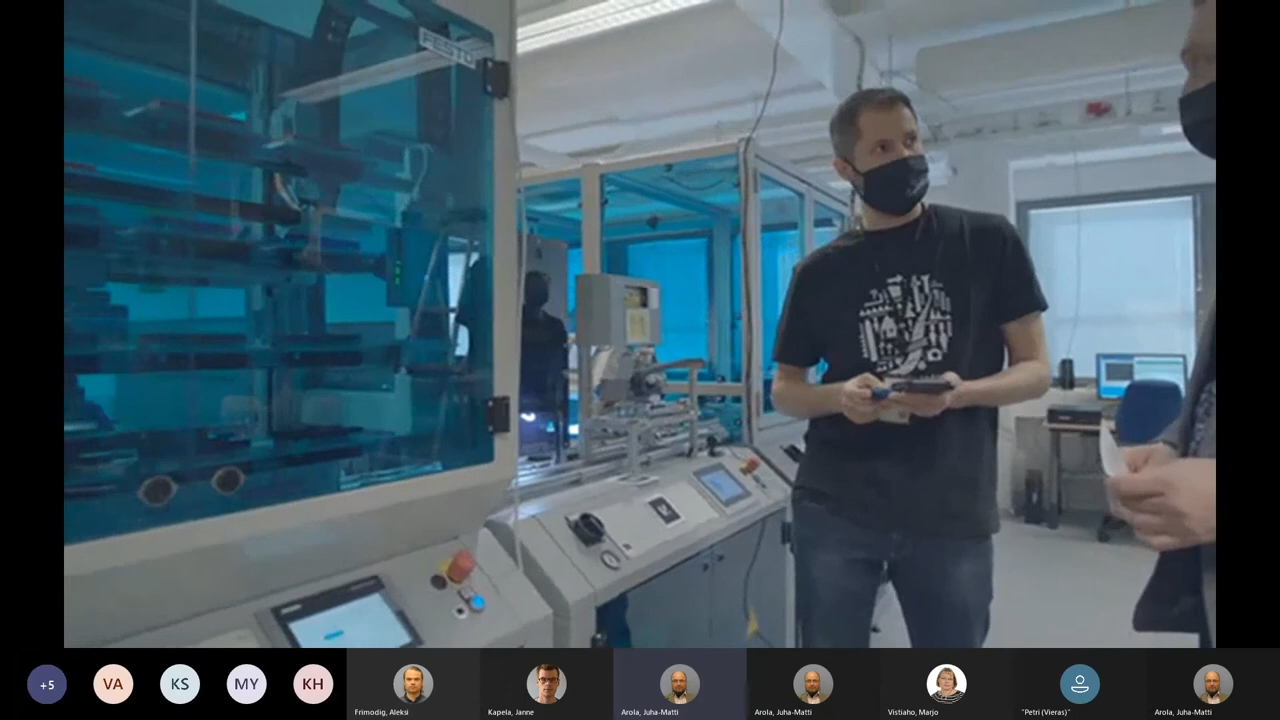 FESTO
+5
VA
KS
MY
KH
Frimodig, Aleksi
Kapela, Janne
Arola, Juha-Matti
Arola, Juha-Matti
Vistiaho, Marjo
"Petri (Vieras)"
Arola, Juha-Matti